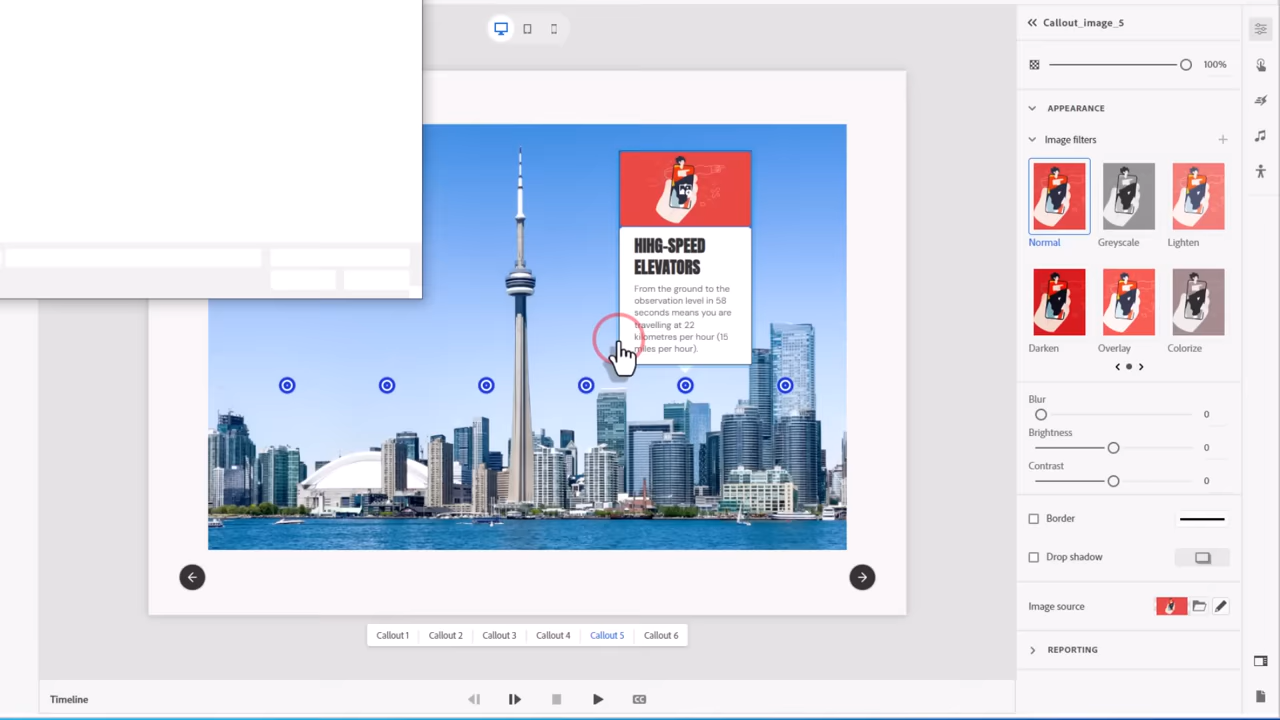 Callout_image_5
100%
APPEARANCE
Image filters
Normal
Greyscale
Lighten
Darken
Overlay
Colorize
Blur
0
Brightness
0
Contrast
0
Border
Drop shadow
Image source
REPORTING
HIHG-SPEED
ELEVATORS
From the ground to the
observation level in 58
seconds means you are
travelling at 22
kilometres per hour (15
miles per hour).
Callout 1
Callout 2
Callout 3
Callout 4
Callout 5
Callout 6
Timeline
CC